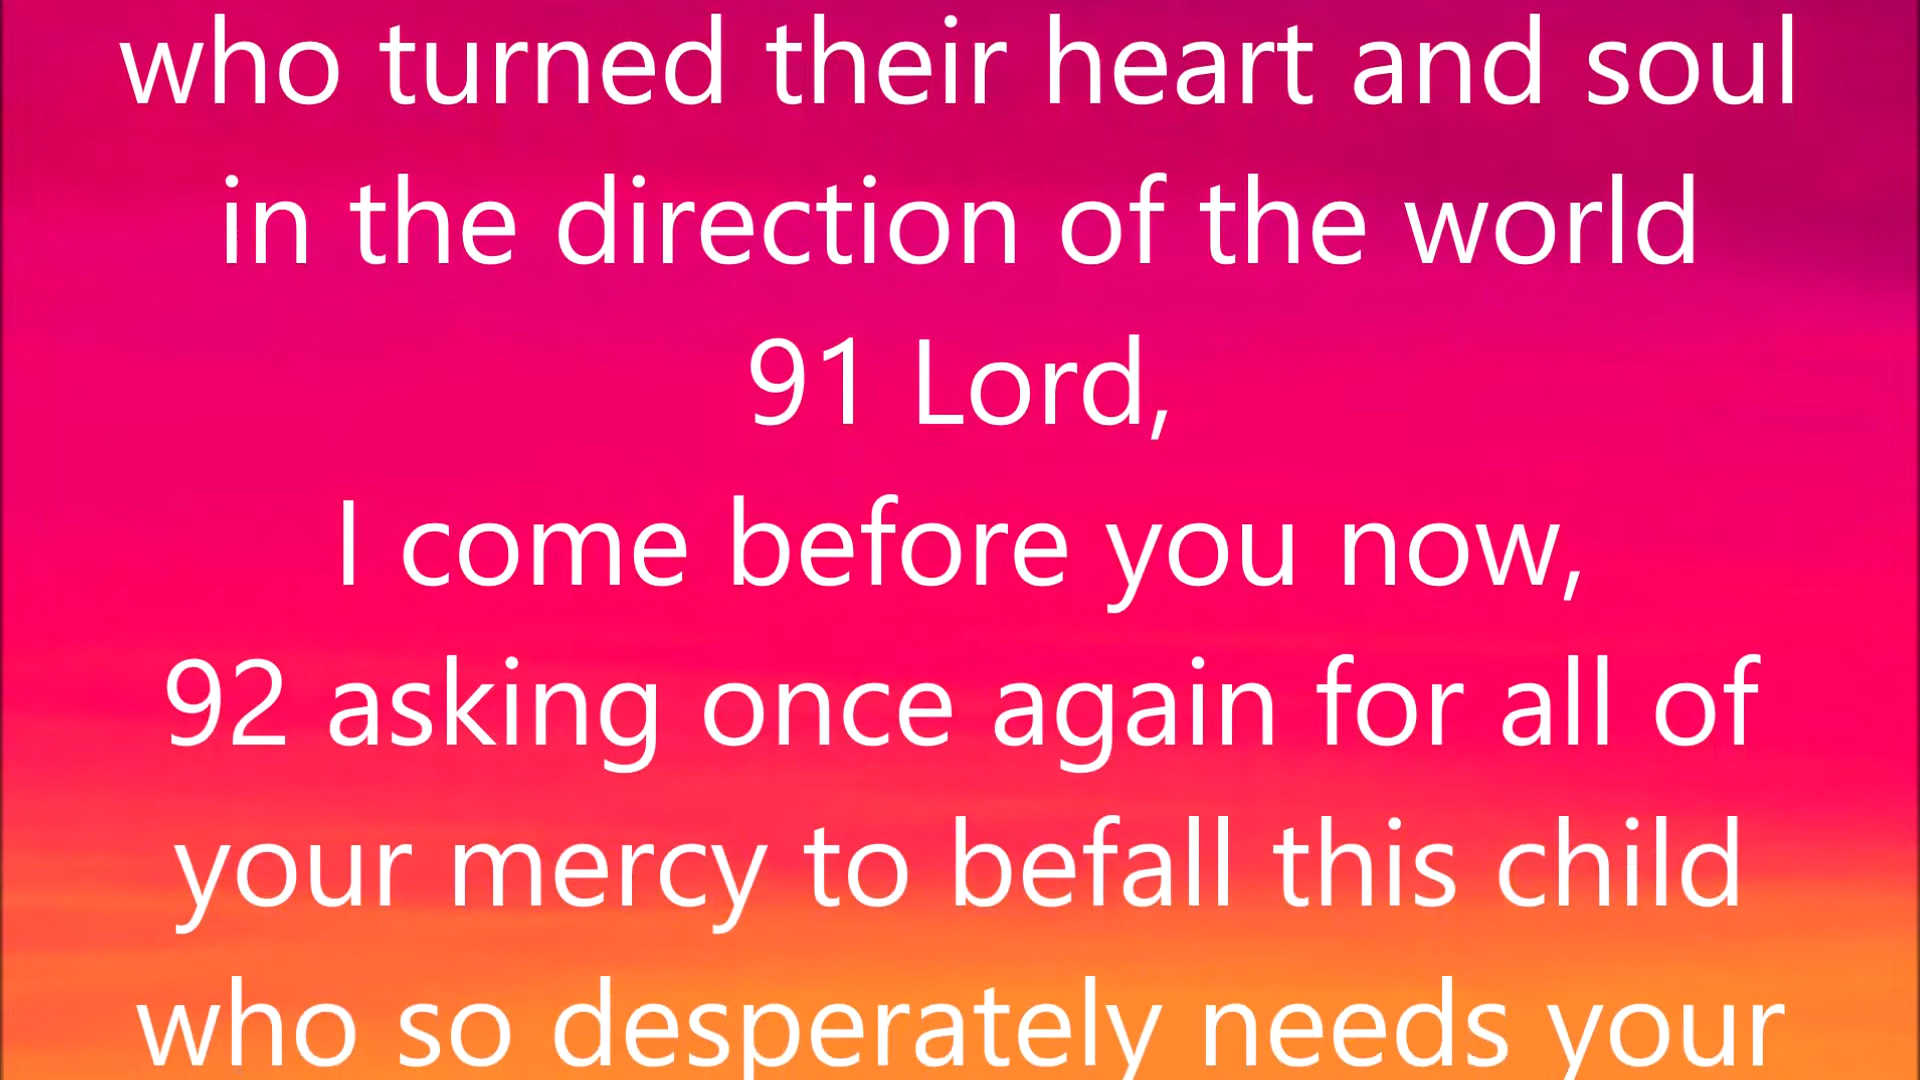 who turned their heart and soul
in the direction of the world
91 Lord,
I come before you now,
92 asking once again for all of
your mercy to befall this child
who so desperately needs your